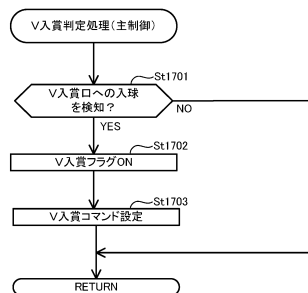 V入賞判定処理(主制御)
St1701
V入賞口への入球
を検知?
NO
YES
St1702
V入賞フラグON
St1703
V入賞コマンド設定
RETURN